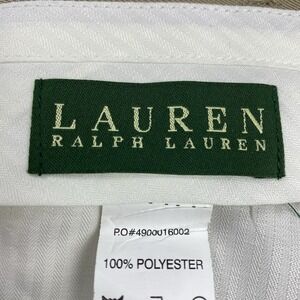 LAUREN
RALPH LAUREN
P.O#4900016002
100% POLYESTER